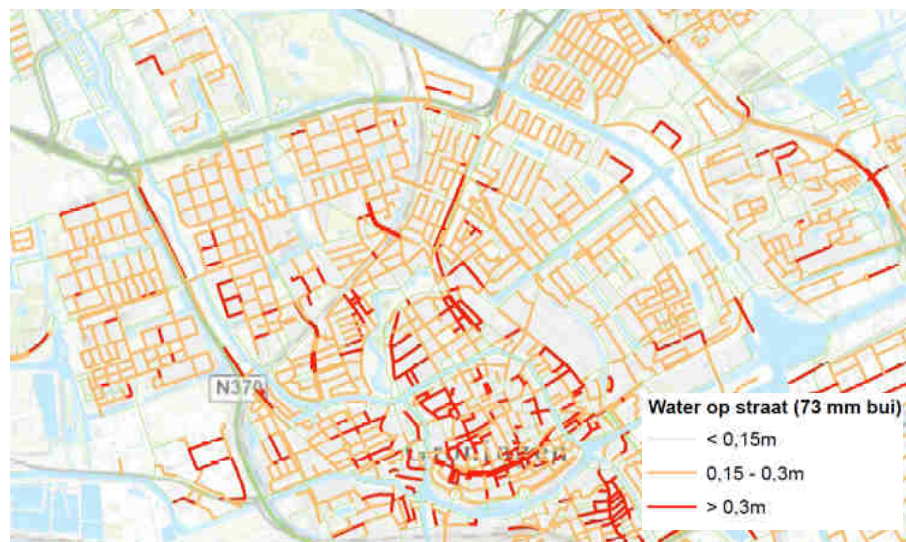 N370
Water op straat (73 mm bui)
< 0,15m
0,15 - 0,3m
> 0,3m